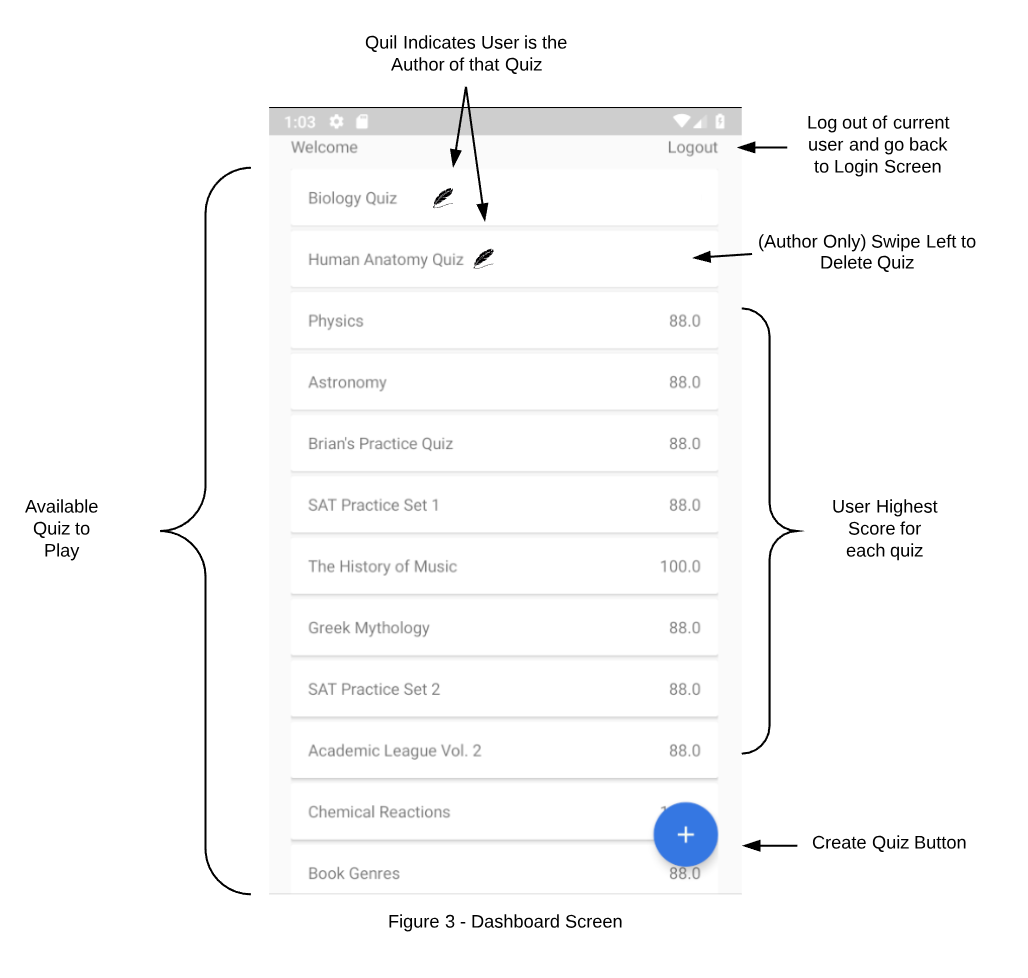 Quil Indicates User is the
Author of that Quiz
1:03
Welcome
Logout
Log out of current
user and go back
to Login Screen
Biology Quiz
(Author Only) Swipe Left to
Delete Quiz
Human Anatomy Quiz
Physics 88.0
Astronomy 88.0
Brian's Practice Quiz 88.0
SAT Practice Set 1 88.0
Available
Quiz to
Play
User Highest
Score for
each quiz
The History of Music 100.0
Greek Mythology 88.0
SAT Practice Set 2 88.0
Academic League Vol. 2 88.0
Chemical Reactions
+
Create Quiz Button
Book Genres 88.0
Figure 3 - Dashboard Screen